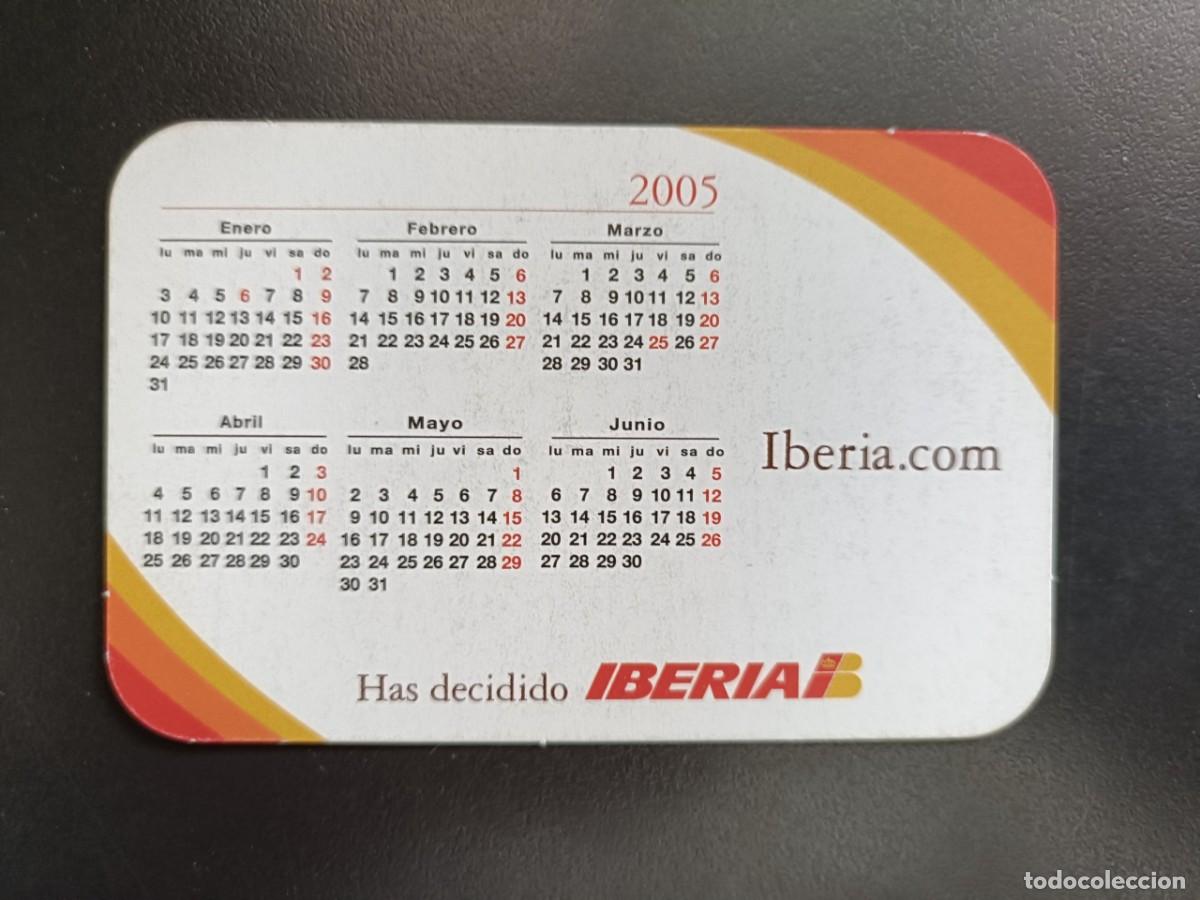 2005
Enero Febrero Marzo
lu ma mi ju vi sa do lu ma mi ju vi sa do lu ma mi ju vi sa do
1 2 1 2 3 4 5 6 1 2 3 4 5 6
3 4 5 6 7 8 9 7 8 9 10 11 12 13 7 8 9 10 11 12 13
10 11 12 13 14 15 16 14 15 16 17 18 19 20 14 15 16 17 18 19 20
17 18 19 20 21 22 23 21 22 23 24 25 26 27 21 22 23 24 25 26 27
24 25 26 27 28 29 30 28 28 29 30 31
31
Abril Mayo Junio
lu ma mi ju vi sa do lu ma mi ju vi sa do lu ma mi ju vi sa do
1 2 3 1 1 2 3 4 5
4 5 6 7 8 9 10 2 3 4 5 6 7 8 6 7 8 9 10 11 12
11 12 13 14 15 16 17 9 10 11 12 13 14 15 13 14 15 16 17 18 19
18 19 20 21 22 23 24 16 17 18 19 20 21 22 20 21 22 23 24 25 26
25 26 27 28 29 30 23 24 25 26 27 28 29 27 28 29 30
30 31
Iberia.com
Has decidido IBERIA IB
todocoleccion